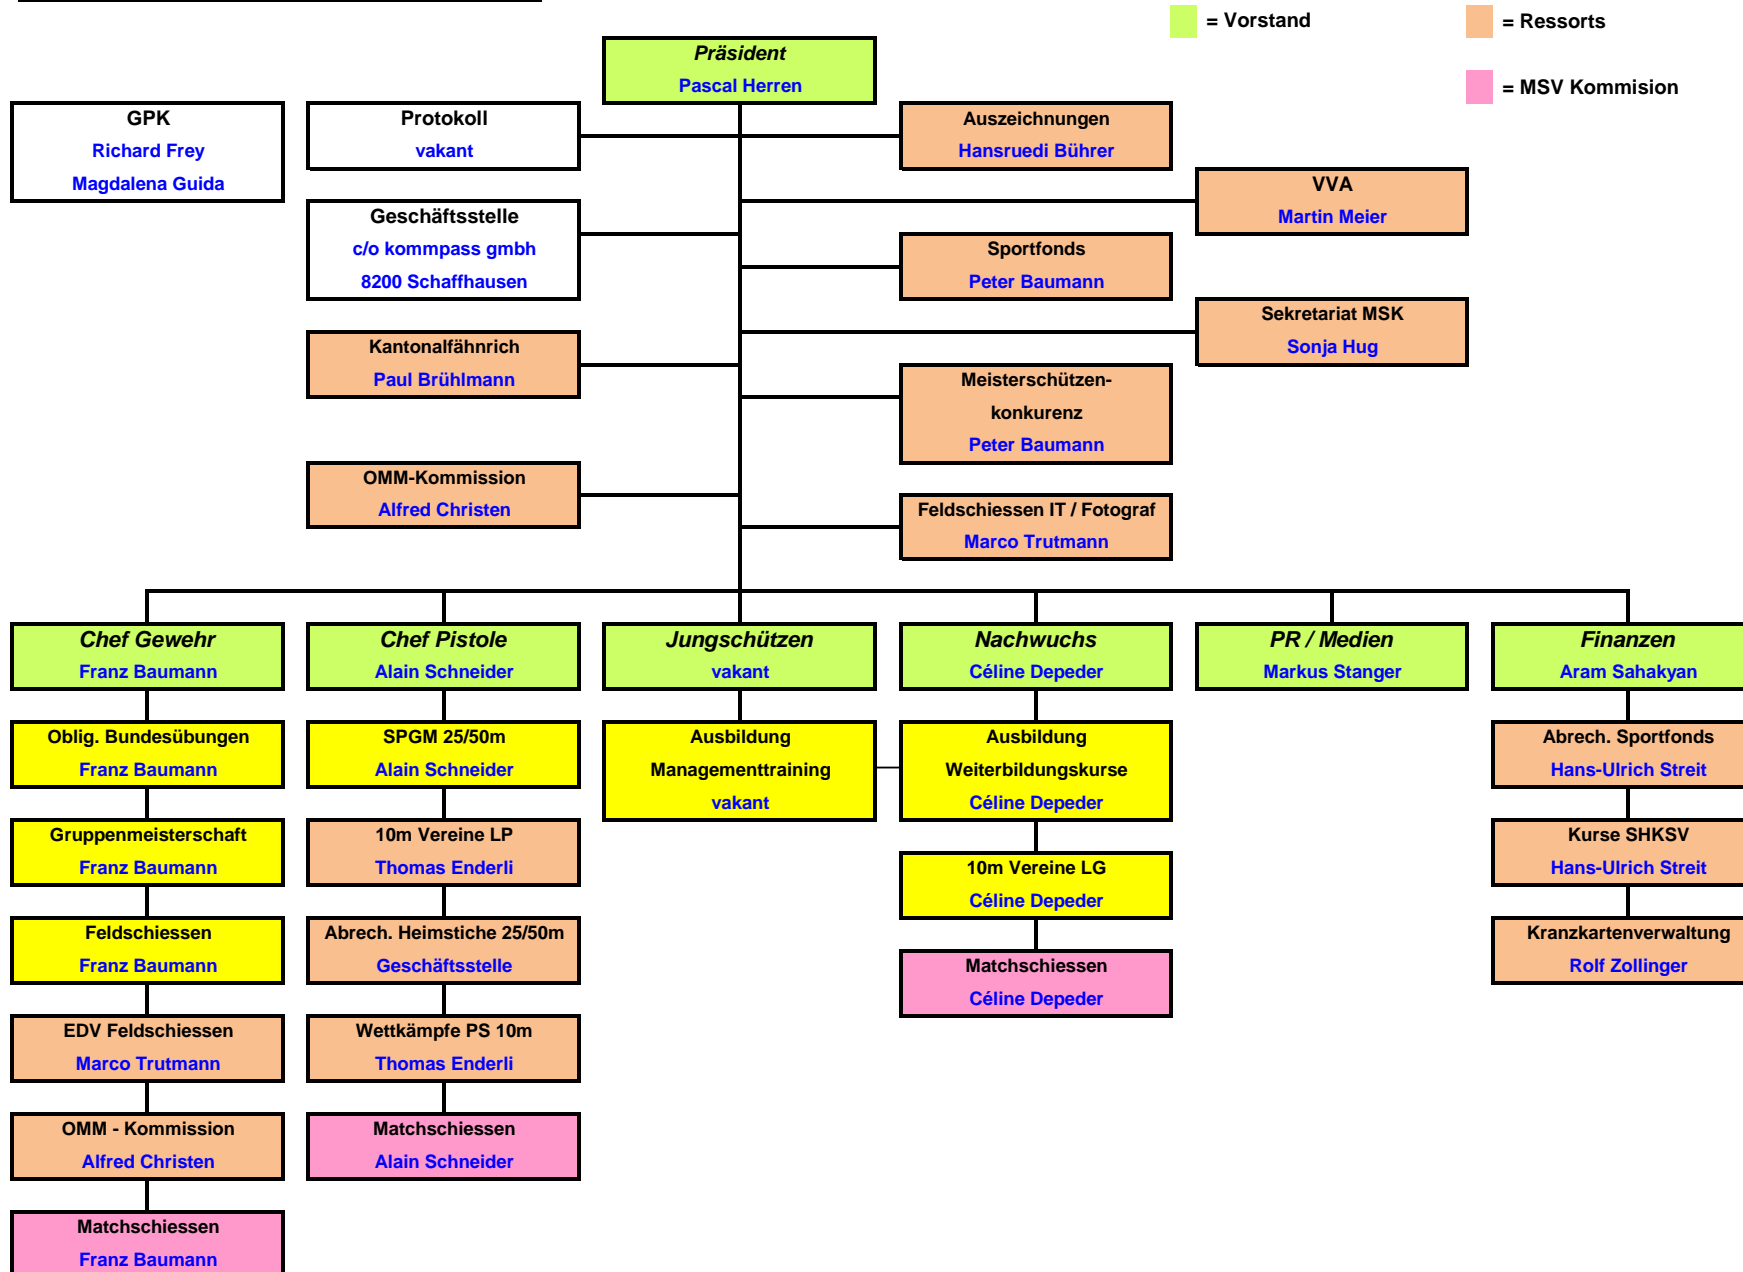 = Vorstand
= Ressorts
= MSV Kommision
Präsident
Pascal Herren
GPK
Richard Frey
Magdalena Guida
Protokoll
vakant
Auszeichnungen
Hansruedi Bührer
VVA
Martin Meier
Geschäftsstelle
c/o kommpass gmbh
8200 Schaffhausen
Sportfonds
Peter Baumann
Sekretariat MSK
Sonja Hug
Kantonalfähnrich
Paul Brühlmann
Meisterschützen-
konkurenz
Peter Baumann
OMM-Kommission
Alfred Christen
Feldschiessen IT / Fotograf
Marco Trutmann
Chef Gewehr
Franz Baumann
Oblig. Bundesübungen
Franz Baumann
Gruppenmeisterschaft
Franz Baumann
Feldschiessen
Franz Baumann
EDV Feldschiessen
Marco Trutmann
OMM - Kommission
Alfred Christen
Matchschiessen
Franz Baumann
Chef Pistole
Alain Schneider
SPGM 25/50m
Alain Schneider
10m Vereine LP
Thomas Enderli
Abrech. Heimstiche 25/50m
Geschäftsstelle
Wettkämpfe PS 10m
Thomas Enderli
Matchschiessen
Alain Schneider
Jungschützen
vakant
Ausbildung
Managementtraining
vakant
Nachwuchs
Céline Depeder
Ausbildung
Weiterbildungskurse
Céline Depeder
10m Vereine LG
Céline Depeder
Matchschiessen
Céline Depeder
PR / Medien
Markus Stanger
Finanzen
Aram Sahakyan
Abrech. Sportfonds
Hans-Ulrich Streit
Kurse SHKSV
Hans-Ulrich Streit
Kranzkartenverwaltung
Rolf Zollinger